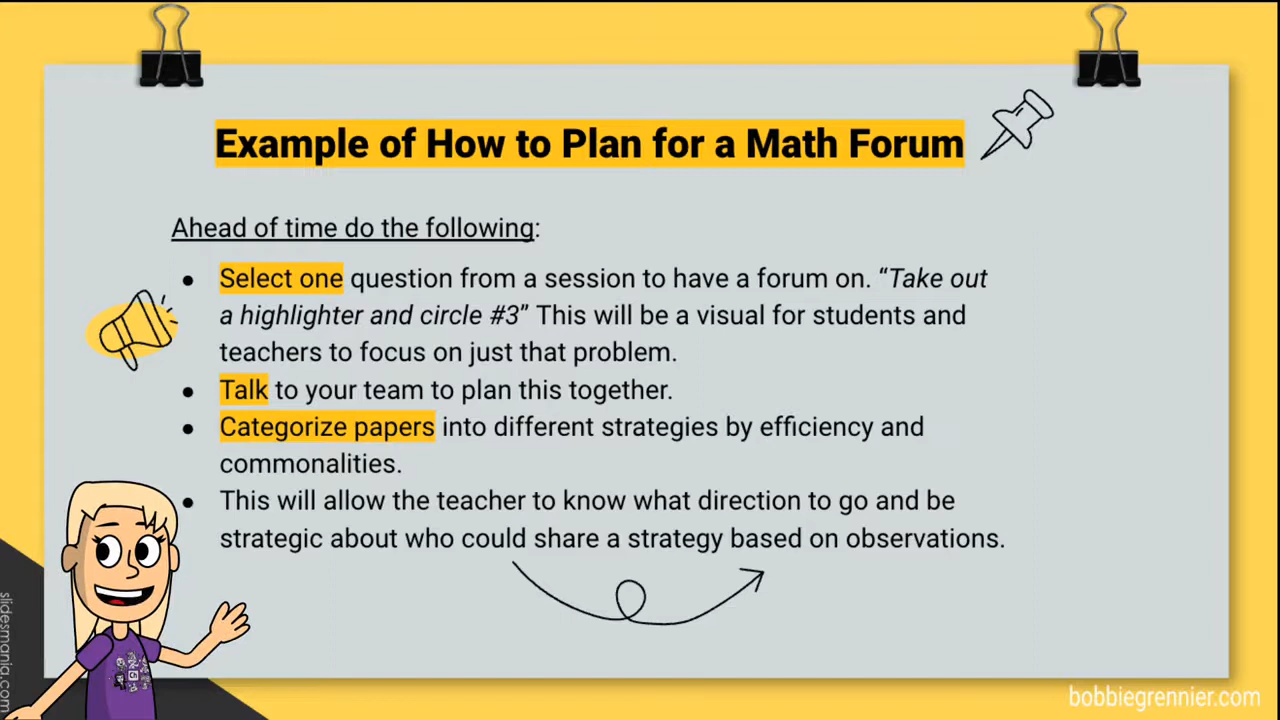 Example of How to Plan for a Math Forum
Ahead of time do the following:
● Select one question from a session to have a forum on. “Take out
a highlighter and circle #3” This will be a visual for students and
teachers to focus on just that problem.
● Talk to your team to plan this together.
● Categorize papers into different strategies by efficiency and
commonalities.
● This will allow the teacher to know what direction to go and be
strategic about who could share a strategy based on observations.
slidesmania.com
bobbiegrennier.com